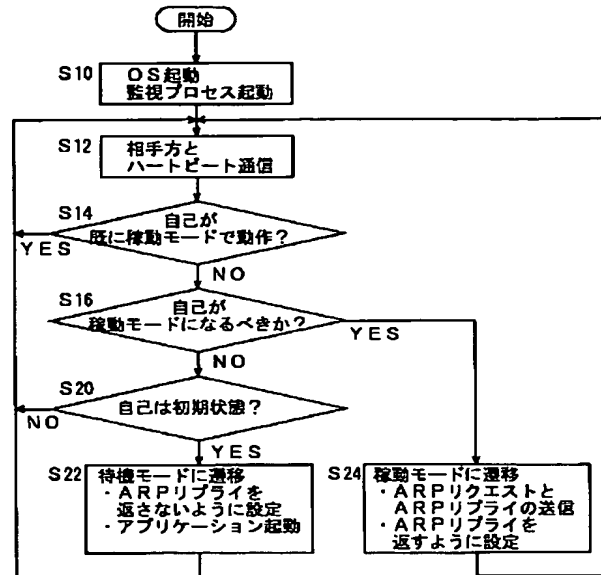 開始
S10
OS起動
監視プロセス起動
S12
相手方と
ハートビート通信
S14
自己が
既に稼動モードで動作?
YES
NO
S16
自己が
稼動モードになるべきか?
YES
NO
S20
自己は初期状態?
NO
YES
S22
待機モードに遷移
・ARPリプライを
返さないように設定
・アプリケーション起動
S24
稼動モードに遷移
・ARPリクエストと
ARPリプライの送信
・ARPリプライを
返すように設定